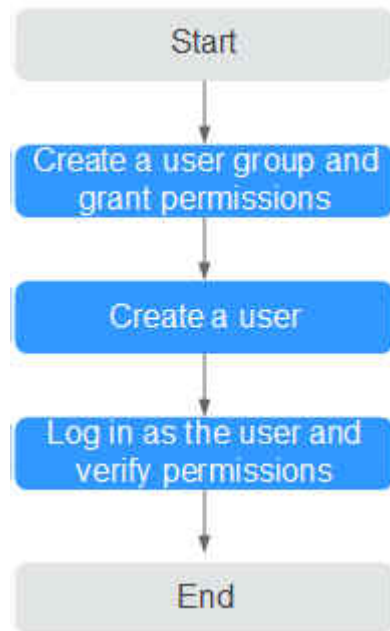 Start
Create a user group and
grant permissions
Create a user
Log in as the user and
verify permissions
End